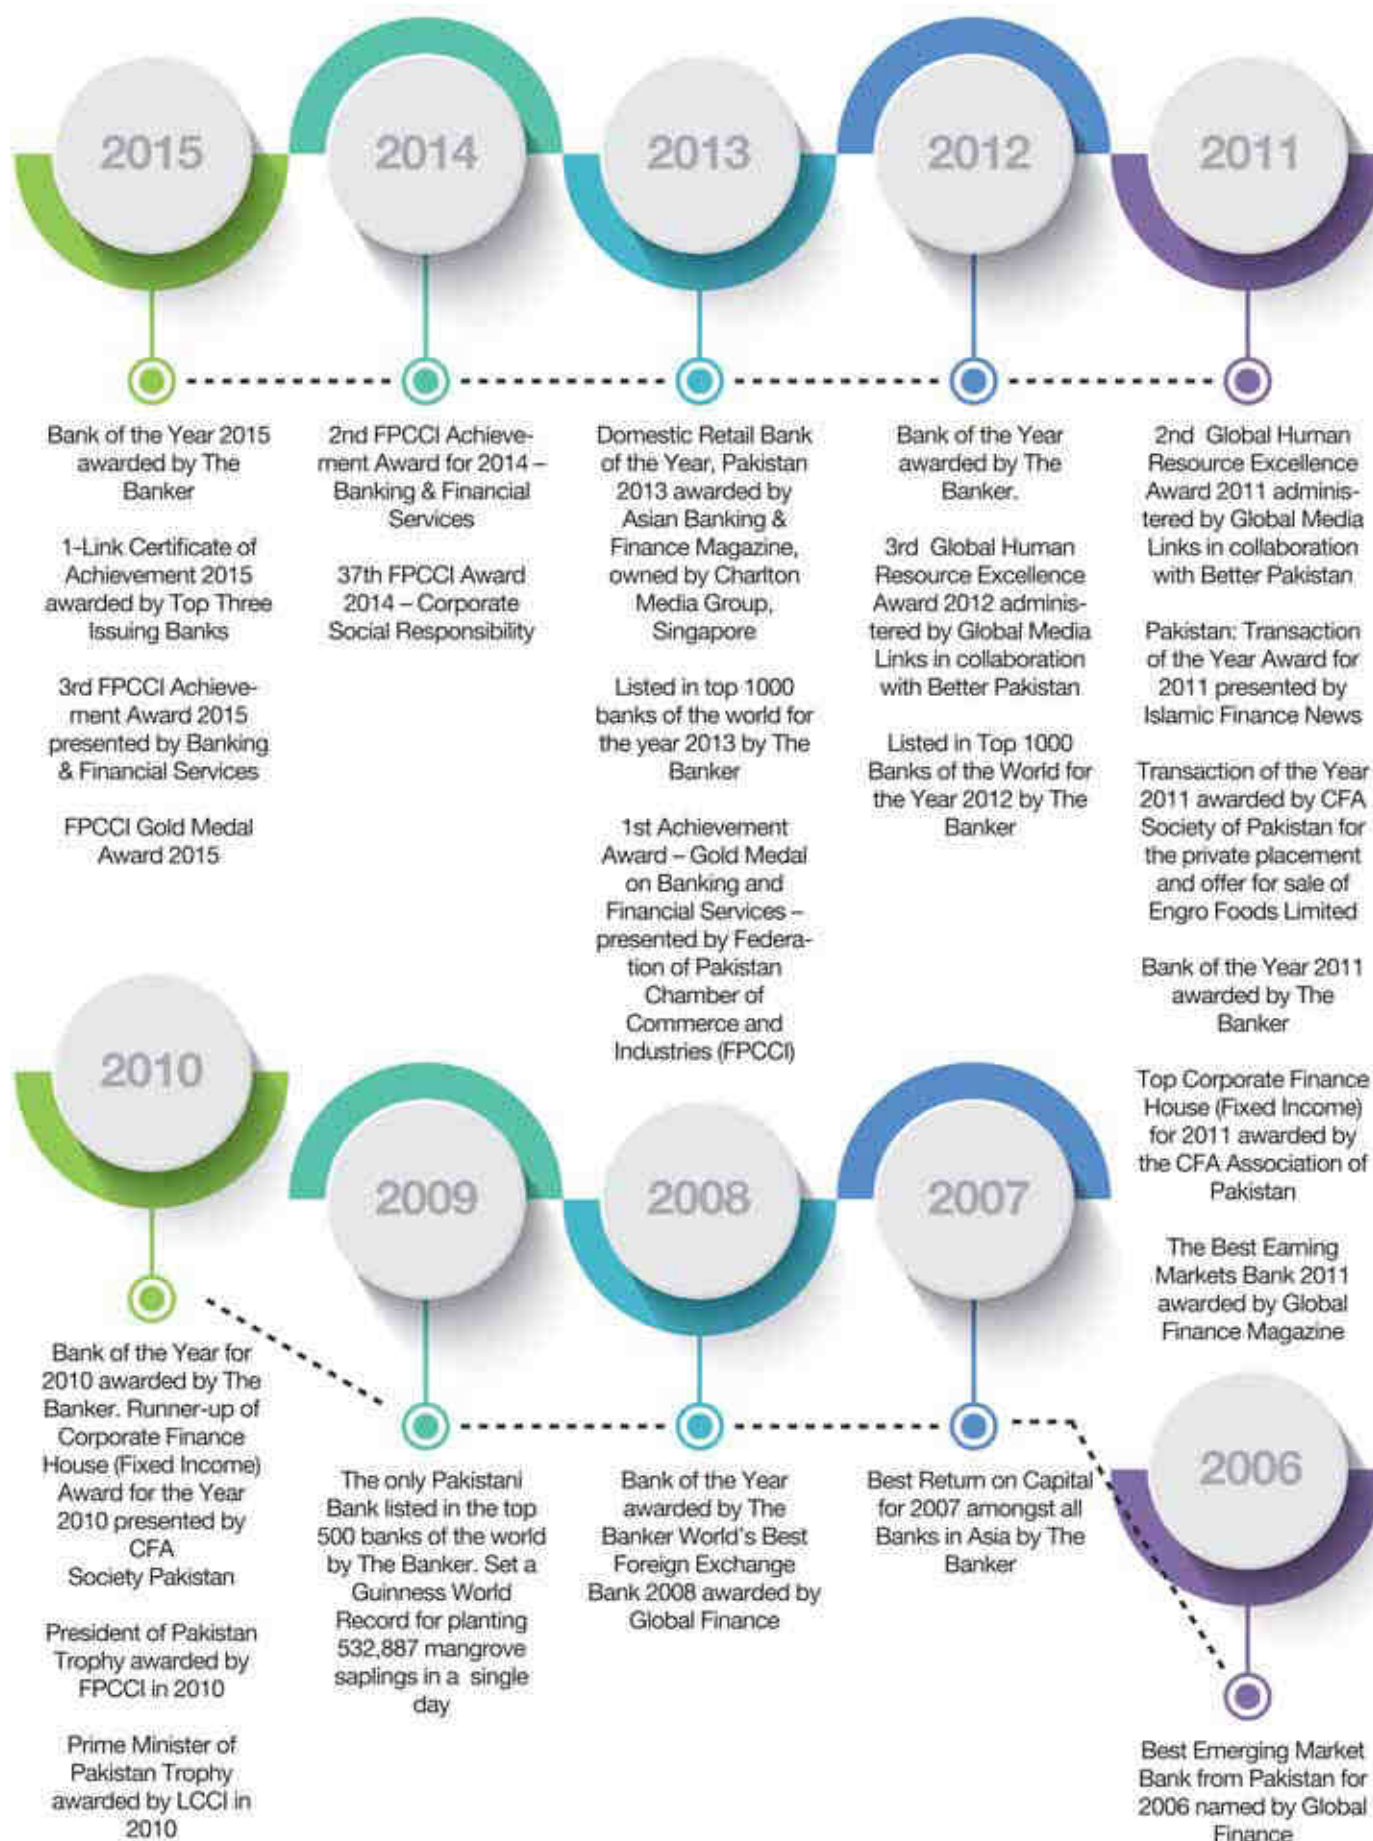 2015
Bank of the Year 2015
awarded by The
Banker
1-Link Certificate of
Achievement 2015
awarded by Top Three
Issuing Banks
3rd FPCCI Achieve-
ment Award 2015
presented by Banking
& Financial Services
FPCCI Gold Medal
Award 2015
2014
2nd FPCCI Achieve-
ment Award for 2014 –
Banking & Financial
Services
37th FPCCI Award
2014 – Corporate
Social Responsibility
2013
Domestic Retail Bank
of the Year, Pakistan
2013 awarded by
Asian Banking &
Finance Magazine,
owned by Charlton
Media Group,
Singapore
Listed in top 1000
banks of the world for
the year 2013 by The
Banker
1st Achievement
Award – Gold Medal
on Banking and
Financial Services –
presented by Federa-
tion of Pakistan
Chamber of
Commerce and
Industries (FPCCI)
2012
Bank of the Year
awarded by The
Banker.
3rd Global Human
Resource Excellence
Award 2012 adminis-
tered by Global Media
Links in collaboration
with Better Pakistan
Listed in Top 1000
Banks of the World for
the Year 2012 by The
Banker
2011
2nd Global Human
Resource Excellence
Award 2011 adminis-
tered by Global Media
Links in collaboration
with Better Pakistan
Pakistan: Transaction
of the Year Award for
2011 presented by
Islamic Finance News
Transaction of the Year
2011 awarded by CFA
Society of Pakistan for
the private placement
and offer for sale of
Engro Foods Limited
Bank of the Year 2011
awarded by The
Banker
Top Corporate Finance
House (Fixed Income)
for 2011 awarded by
the CFA Association of
Pakistan
The Best Earning
Markets Bank 2011
awarded by Global
Finance Magazine
2010
Bank of the Year for
2010 awarded by The
Banker. Runner-up of
Corporate Finance
House (Fixed Income)
Award for the Year
2010 presented by
CFA
Society Pakistan
President of Pakistan
Trophy awarded by
FPCCI in 2010
Prime Minister of
Pakistan Trophy
awarded by LCCI in
2010
2009
The only Pakistani
Bank listed in the top
500 banks of the world
by The Banker. Set a
Guinness World
Record for planting
532,887 mangrove
saplings in a single
day
2008
Bank of the Year
awarded by The
Banker World's Best
Foreign Exchange
Bank 2008 awarded by
Global Finance
2007
Best Return on Capital
for 2007 amongst all
Banks in Asia by The
Banker
2006
Best Emerging Market
Bank from Pakistan for
2006 named by Global
Finance